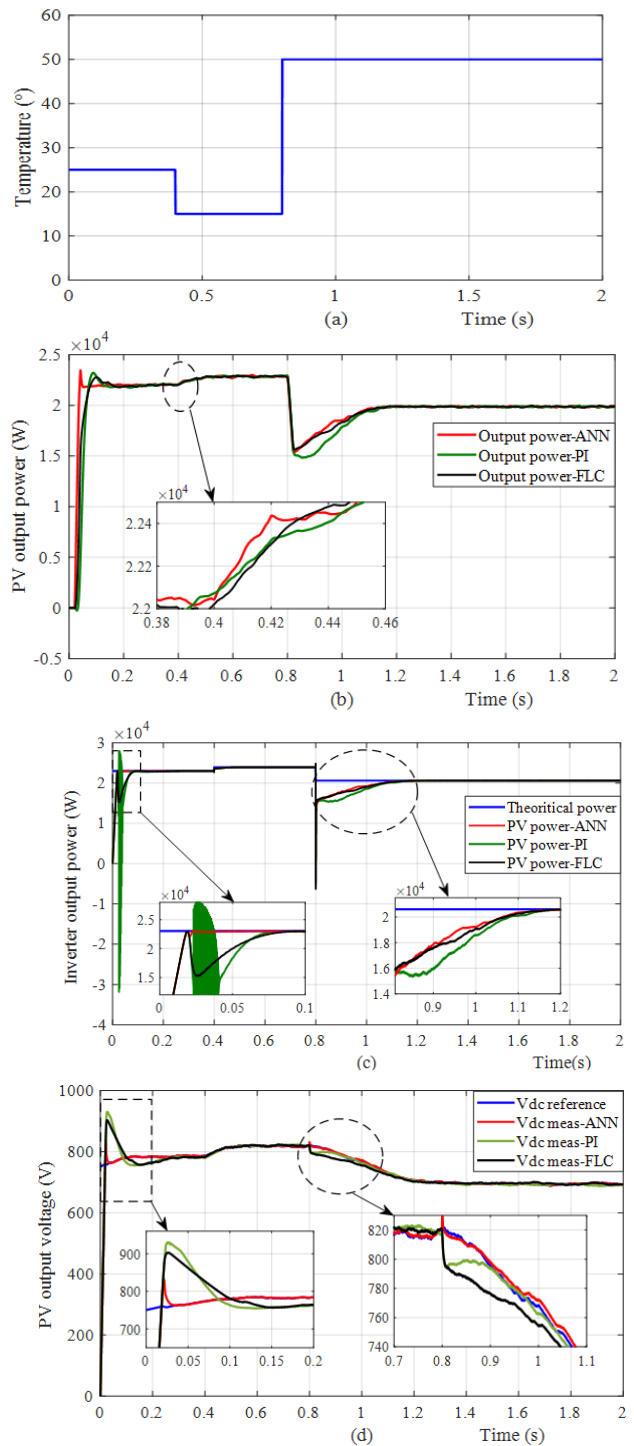 60
50
40
30
20
10
0
Temperature (°)
0 0.5 1 1.5 2
(a) Time (s)
×10⁴
2.5
2
1.5
1
0.5
0
-0.5
PV output power (W)
Output power-ANN
Output power-PI
Output power-FLC
×10⁴
2.24
2.22
2.2
0.38 0.4 0.42 0.44 0.46
0 0.2 0.4 0.6 0.8 1 1.2 1.4 1.6 1.8 2
(b) Time (s)
×10⁴
3
2
1
0
-1
-2
-3
-4
Inverter output power (W)
Theoritical power
PV power-ANN
PV power-PI
PV power-FLC
×10⁴
2.5
2
1.5
0 0.05 0.1
×10⁴
2
1.8
1.6
1.4
0.9 1 1.1 1.2
0 0.2 0.4 0.6 0.8 1 1.2 1.4 1.6 1.8 2
(c) Time(s)
1000
800
600
400
200
0
PV output voltage (V)
Vdc reference
Vdc meas-ANN
Vdc meas-PI
Vdc meas-FLC
900
800
700
0 0.05 0.1 0.15 0.2
820
800
780
760
740
0.7 0.8 0.9 1 1.1
0 0.2 0.4 0.6 0.8 1 1.2 1.4 1.6 1.8 2
(d) Time (s)